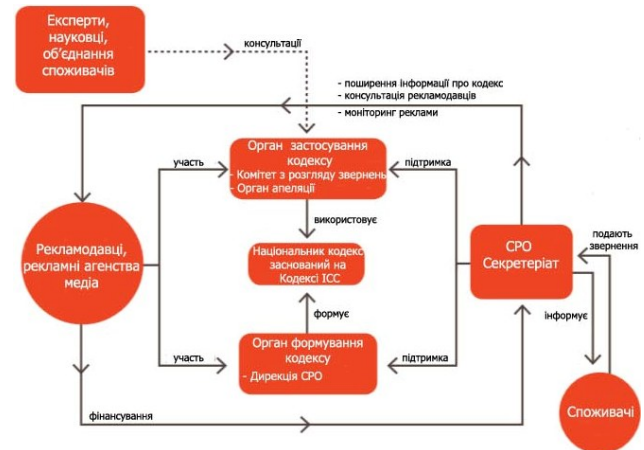 Експерти,
науковці,
об'єднання
споживачів
консультації
- поширення інформації про кодекс
- консультація рекламодавців
- моніторинг реклами
Орган застосування
кодексу
- Комітет з розгляду звернень
- Орган апеляції
участь
підтримка
використовує
Рекламодавці,
рекламні агенства
медіа
Національник кодекс
заснований на
Кодексі ICC
СРО
Секретеріат
подають
звернення
інформує
формує
Орган формування
кодексу
- Дирекція СРО
участь
підтримка
Споживачі
фінансування